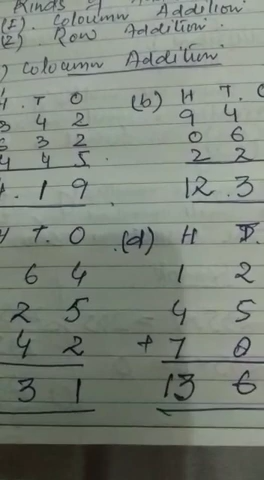 Kinds of Addition
(1). Coloumn Addition
(2). Row Addition.
) Coloumn Addition
H. T O (b) H T. O
3 4 2 9 4
6 3 2 0 6
4 4 5 2 2
4. 1 9 12. 3
H T. O .(d) H T.
6 4 1 2
2 5 4 5
4 2 + 7 0
3 1 13 6